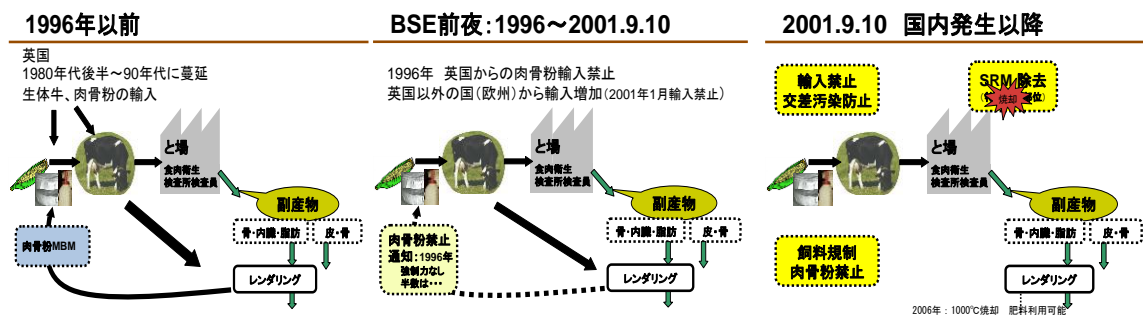 1996年以前
英国
1980年代後半～90年代に蔓延
生体牛、肉骨粉の輸入
と場
食肉衛生
検査所検査員
副産物
骨・内臓・脂肪
皮・骨
肉骨粉MBM
レンダリング
BSE前夜：1996～2001.9.10
1996年 英国からの肉骨粉輸入禁止
英国以外の国（欧州）から輸入増加（2001年1月輸入禁止）
と場
食肉衛生
検査所検査員
副産物
骨・内臓・脂肪
皮・骨
肉骨粉禁止
通知：1996年
強制力なし
半数は・・・
レンダリング
2001.9.10 国内発生以降
輸入禁止
交差汚染防止
SRM 除去
焼却
位）
と場
食肉衛生
検査所検査員
副産物
骨・内臓・脂肪
皮・骨
飼料規制
肉骨粉禁止
レンダリング
2006年：1000℃焼却 肥料利用可能